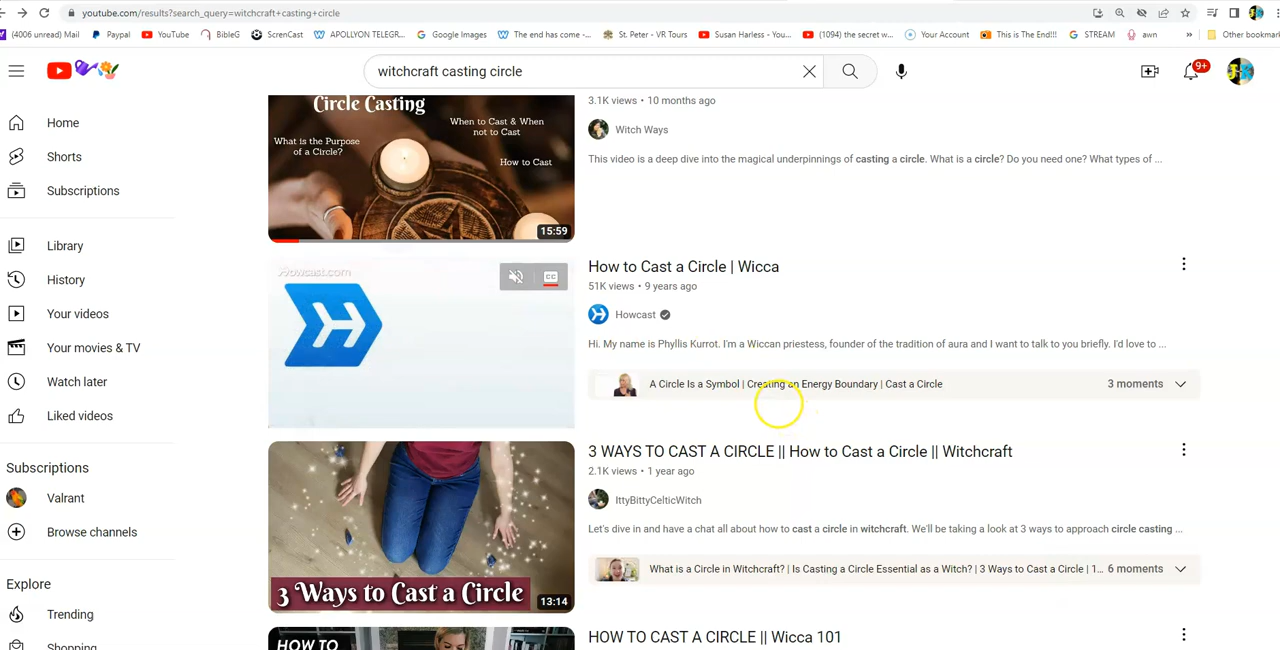 youtube.com/results?search_query=witchcraft+casting+circle
(4006 unread) Mail
Paypal
YouTube
BibleG
ScrenCast
APOLLYON TELEGR...
Google Images
The end has come -...
St. Peter - VR Tours
Susan Harless - You...
(1094) the secret w...
Your Account
This is The End!!!
STREAM
awn
»
Other bookmar
witchcraft casting circle
9+
Home
Shorts
Subscriptions
Library
History
Your videos
Your movies & TV
Watch later
Liked videos
Subscriptions
Valrant
Browse channels
Explore
Trending
Shopping
Circle Casting
What is the Purpose
of a Circle?
When to Cast & When
not to Cast
How to Cast
15:59
3.1K views • 10 months ago
Witch Ways
This video is a deep dive into the magical underpinnings of casting a circle. What is a circle? Do you need one? What types of ...
Howcast.com
CC
How to Cast a Circle | Wicca
51K views • 9 years ago
Howcast
Hi. My name is Phyllis Kurrot. I'm a Wiccan priestess, founder of the tradition of aura and I want to talk to you briefly. I'd love to ...
A Circle Is a Symbol | Creating an Energy Boundary | Cast a Circle
3 moments
3 Ways to Cast a Circle
13:14
3 WAYS TO CAST A CIRCLE || How to Cast a Circle || Witchcraft
2.1K views • 1 year ago
IttyBittyCelticWitch
Let's dive in and have a chat all about how to cast a circle in witchcraft. We'll be taking a look at 3 ways to approach circle casting ...
What is a Circle in Witchcraft? | Is Casting a Circle Essential as a Witch? | 3 Ways to Cast a Circle | 1...
6 moments
HOW TO
HOW TO CAST A CIRCLE || Wicca 101